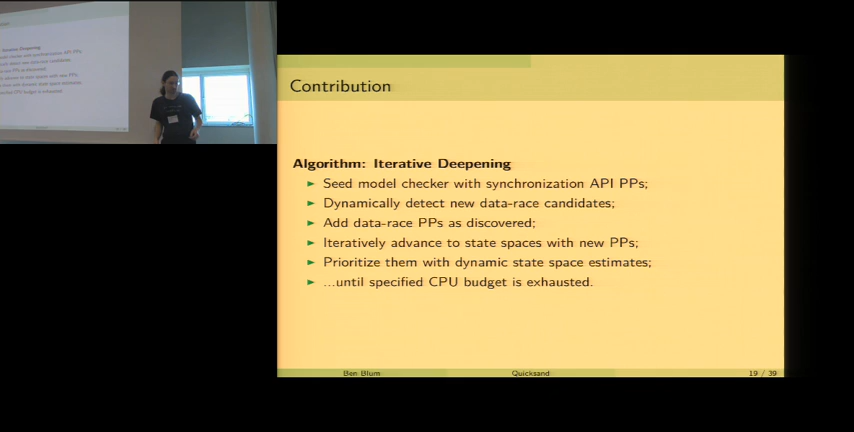 Contribution
Algorithm: Iterative Deepening
► Seed model checker with synchronization API PPs;
► Dynamically detect new data-race candidates;
► Add data-race PPs as discovered;
► Iteratively advance to state spaces with new PPs;
► Prioritize them with dynamic state space estimates;
► ...until specified CPU budget is exhausted.
Ben Blum Quicksand 19 / 39